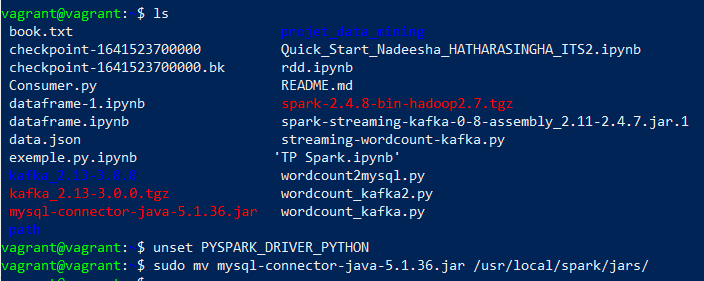 vagrant@vagrant:~$ ls
book.txt projet_data_mining
checkpoint-1641523700000 Quick_Start_Nadeesha_HATHARASINGHA_ITS2.ipynb
checkpoint-1641523700000.bk rdd.ipynb
Consumer.py README.md
dataframe-1.ipynb spark-2.4.8-bin-hadoop2.7.tgz
dataframe.ipynb spark-streaming-kafka-0-8-assembly_2.11-2.4.7.jar.1
data.json streaming-wordcount-kafka.py
exemple.py.ipynb 'TP Spark.ipynb'
kafka_2.13-3.0.0 wordcount2mysql.py
kafka_2.13-3.0.0.tgz wordcount_kafka2.py
mysql-connector-java-5.1.36.jar wordcount_kafka.py
path
vagrant@vagrant:~$ unset PYSPARK_DRIVER_PYTHON
vagrant@vagrant:~$ sudo mv mysql-connector-java-5.1.36.jar /usr/local/spark/jars/